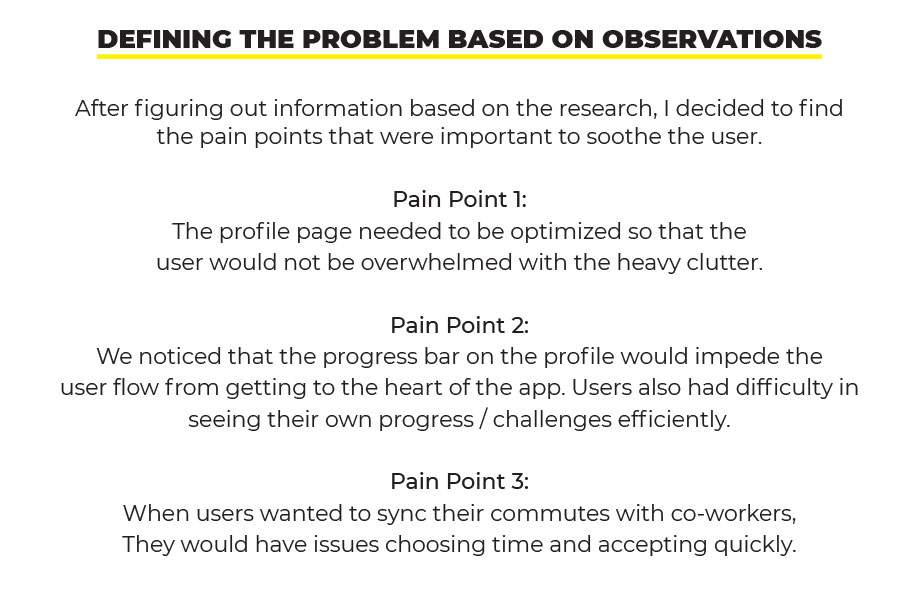 DEFINING THE PROBLEM BASED ON OBSERVATIONS
After figuring out information based on the research, I decided to find
the pain points that were important to soothe the user.
Pain Point 1:
The profile page needed to be optimized so that the
user would not be overwhelmed with the heavy clutter.
Pain Point 2:
We noticed that the progress bar on the profile would impede the
user flow from getting to the heart of the app. Users also had difficulty in
seeing their own progress / challenges efficiently.
Pain Point 3:
When users wanted to sync their commutes with co-workers,
They would have issues choosing time and accepting quickly.